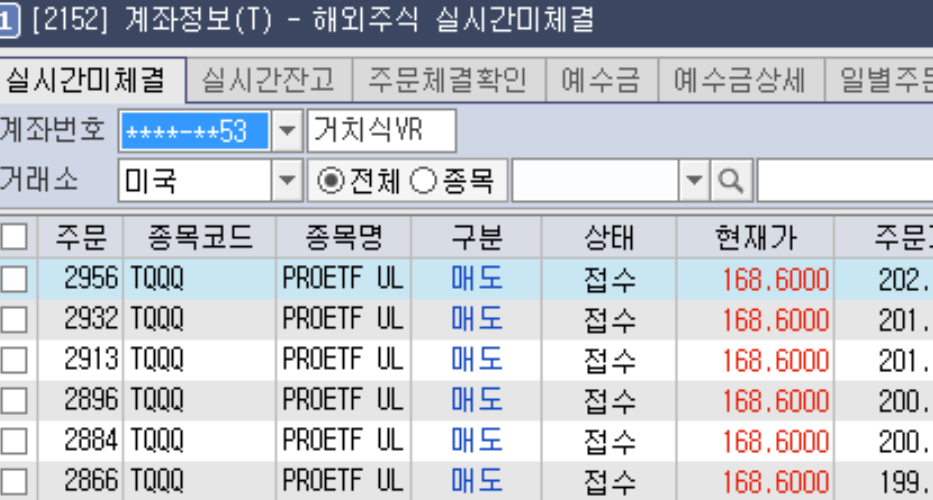 1 [2152] 계좌정보(T) - 해외주식 실시간미체결
실시간미체결 실시간잔고 주문체결확인 예수금 예수금상세 일별주문
계좌번호 ****-**53 거치식VR
거래소 미국 전체 종목
주문 종목코드 종목명 구분 상태 현재가 주문
2956 TQQQ PROETF UL 매도 접수 168.6000 202.
2932 TQQQ PROETF UL 매도 접수 168.6000 201.
2913 TQQQ PROETF UL 매도 접수 168.6000 201.
2896 TQQQ PROETF UL 매도 접수 168.6000 200.
2884 TQQQ PROETF UL 매도 접수 168.6000 200.
2866 TQQQ PROETF UL 매도 접수 168.6000 199.